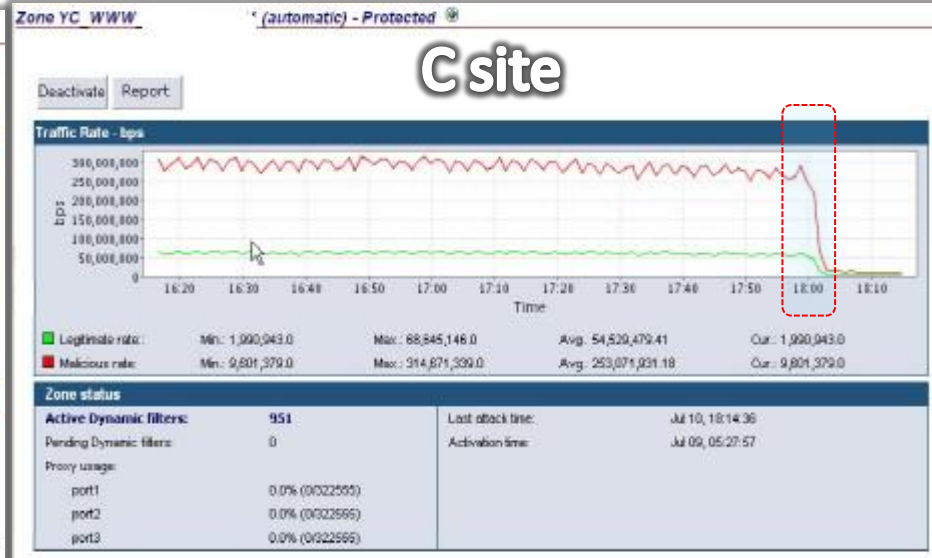 Zone YC_WWW_ * (automatic) - Protected
C site
Deactivate Report
Traffic Rate - bps
300,000,000
250,000,000
200,000,000
150,000,000
100,000,000
50,000,000
0
bps
16:20 16:30 16:40 16:50 17:00 17:10 17:20 17:30 17:40 17:50 18:00 18:10
Time
Legitimate rate: Min.: 1,990,943.0 Max.: 68,845,146.0 Avg. 54,529,479.41 Cur.: 1,990,943.0
Malicious rate: Min.: 9,601,379.0 Max.: 314,671,339.0 Avg. 253,071,931.18 Cur.: 9,601,379.0
Zone status
Active Dynamic filters: 951 Last attack time: Jul 10, 18:14:36
Pending Dynamic filters: 0 Activation time: Jul 09, 05:27:57
Proxy usage:
port1 0.0% (0/322565)
port2 0.0% (0/322565)
port3 0.0% (0/322565)